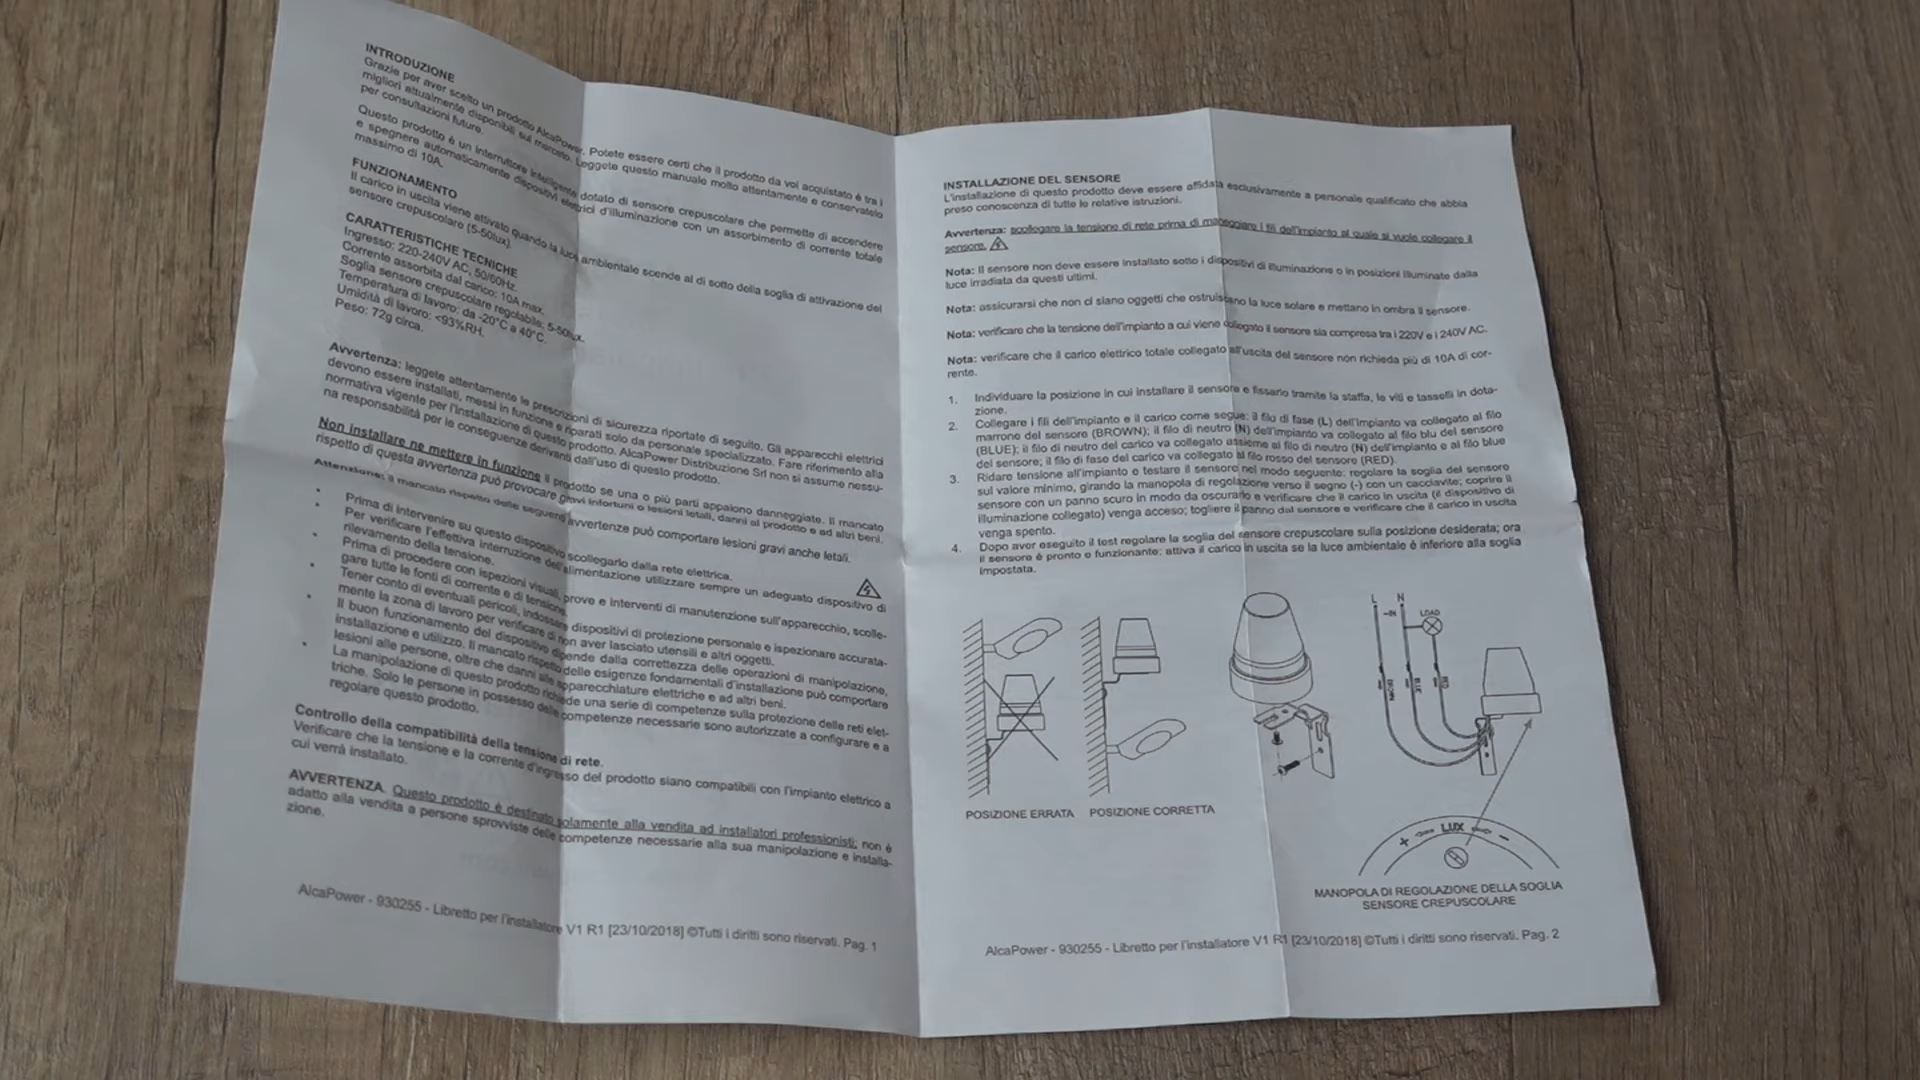 INTRODUZIONE
Grazie per aver scelto un prodotto AlcaPower. Potete essere certi che il prodotto da voi acquistato è tra i
migliori attualmente disponibili sul mercato. Leggete questo manuale molto attentamente e conservatelo
per consultazioni future.
Questo prodotto è un interruttore intelligente dotato di sensore crepuscolare che permette di accendere
e spegnere automaticamente dispositivi elettrici d'illuminazione con un assorbimento di corrente totale
massimo di 10A.
FUNZIONAMENTO
Il carico in uscita viene attivato quando la luce ambientale scende al di sotto della soglia di attivazione del
sensore crepuscolare (5-50lux).
CARATTERISTICHE TECNICHE
Ingresso: 220-240V AC, 50/60Hz.
Corrente assorbita dal carico: 10A max.
Soglia sensore crepuscolare regolabile: 5-50lux.
Temperatura di lavoro: da -20°C a 40°C.
Umidità di lavoro: <93%RH.
Peso: 72g circa.
Avvertenza: leggete attentamente le prescrizioni di sicurezza riportate di seguito. Gli apparecchi elettrici
devono essere installati, messi in funzione e riparati solo da personale specializzato. Fare riferimento alla
normativa vigente per l'installazione di questo prodotto. AlcaPower Distribuzione Srl non si assume nessu-
na responsabilità per le conseguenze derivanti dall'uso di questo prodotto.
Non installare ne mettere in funzione il prodotto se una o più parti appaiono danneggiate. Il mancato
rispetto di questa avvertenza può provocare gravi infortuni o lesioni letali, danni al prodotto e ad altri beni.
Attenzione: il mancato rispetto delle seguenti avvertenze può comportare lesioni gravi anche letali.
• Prima di intervenire su questo dispositivo scollegarlo dalla rete elettrica.
• Per verificare l'effettiva interruzione dell'alimentazione utilizzare sempre un adeguato dispositivo di
rilevamento della tensione.
• Prima di procedere con ispezioni visuali, prove e interventi di manutenzione sull'apparecchio, scolle-
gare tutte le fonti di corrente e di tensione.
• Tener conto di eventuali pericoli, indossare dispositivi di protezione personale e ispezionare accurata-
mente la zona di lavoro per verificare di non aver lasciato utensili e altri oggetti.
• Il buon funzionamento del dispositivo dipende dalla correttezza delle operazioni di manipolazione,
installazione e utilizzo. Il mancato rispetto delle esigenze fondamentali d'installazione può comportare
lesioni alle persone, oltre che danni alle apparecchiature elettriche e ad altri beni.
• La manipolazione di questo prodotto richiede una serie di competenze sulla protezione delle reti elet-
triche. Solo le persone in possesso delle competenze necessarie sono autorizzate a configurare e a
regolare questo prodotto.
Controllo della compatibilità della tensione di rete.
Verificare che la tensione e la corrente d'ingresso del prodotto siano compatibili con l'impianto elettrico a
cui verrà installato.
AVVERTENZA. Questo prodotto è destinato solamente alla vendita ad installatori professionisti; non è
adatto alla vendita a persone sprovviste delle competenze necessarie alla sua manipolazione e installa-
zione.
AlcaPower - 930255 - Libretto per l'installatore V1 R1 [23/10/2018] ©Tutti i diritti sono riservati. Pag. 1
INSTALLAZIONE DEL SENSORE
L'installazione di questo prodotto deve essere affidata esclusivamente a personale qualificato che abbia
preso conoscenza di tutte le relative istruzioni.
Avvertenza: scollegare la tensione di rete prima di maneggiare i fili dell'impianto al quale si vuole collegare il
sensore.
Nota: Il sensore non deve essere installato sotto i dispositivi di illuminazione o in posizioni illuminate dalla
luce irradiata da questi ultimi.
Nota: assicurarsi che non ci siano oggetti che ostruiscano la luce solare e mettano in ombra il sensore.
Nota: verificare che la tensione dell'impianto a cui viene collegato il sensore sia compresa tra i 220V e i 240V AC.
Nota: verificare che il carico elettrico totale collegato all'uscita del sensore non richieda più di 10A di cor-
rente.
1. Individuare la posizione in cui installare il sensore e fissarlo tramite la staffa, le viti e tasselli in dota-
zione.
2. Collegare i fili dell'impianto e il carico come segue: il filo di fase (L) dell'impianto va collegato al filo
marrone del sensore (BROWN); il filo di neutro (N) dell'impianto va collegato al filo blu del sensore
(BLUE); il filo di neutro del carico va collegato assieme al filo di neutro (N) dell'impianto e al filo blue
del sensore; il filo di faso del carico va collegato al filo rosso del sensore (RED).
3. Ridare tensione all'impianto e testare il sensore nel modo seguente: regolare la soglia del sensore
sul valore minimo, girando la manopola di regolazione verso il segno (-) con un cacciavite; coprire il
sensore con un panno scuro in modo da oscurarlo e verificare che il carico in uscita (il dispositivo di
illuminazione collegato) venga acceso; togliere il panno dal sensore e verificare che il carico in uscita
venga spento.
4. Dopo aver eseguito il test regolare la soglia del sensore crepuscolare sulla posizione desiderata; ora
il sensore è pronto e funzionante: attiva il carico in uscita se la luce ambientale è inferiore alla soglia
impostata.
L N
IN LOAD
BROWN BLUE RED
POSIZIONE ERRATA POSIZIONE CORRETTA
+ LUX -
MANOPOLA DI REGOLAZIONE DELLA SOGLIA
SENSORE CREPUSCOLARE
AlcaPower - 930255 - Libretto per l'installatore V1 R1 [23/10/2018] ©Tutti i diritti sono riservati. Pag. 2